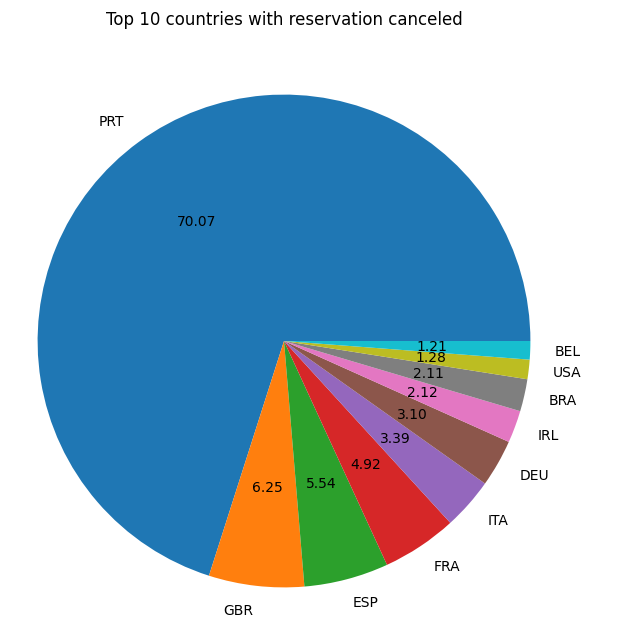 Top 10 countries with reservation canceled
PRT
70.07
1.21
BEL
1.28
USA
2.11
BRA
2.12
IRL
3.10
DEU
3.39
ITA
4.92
FRA
5.54
ESP
6.25
GBR